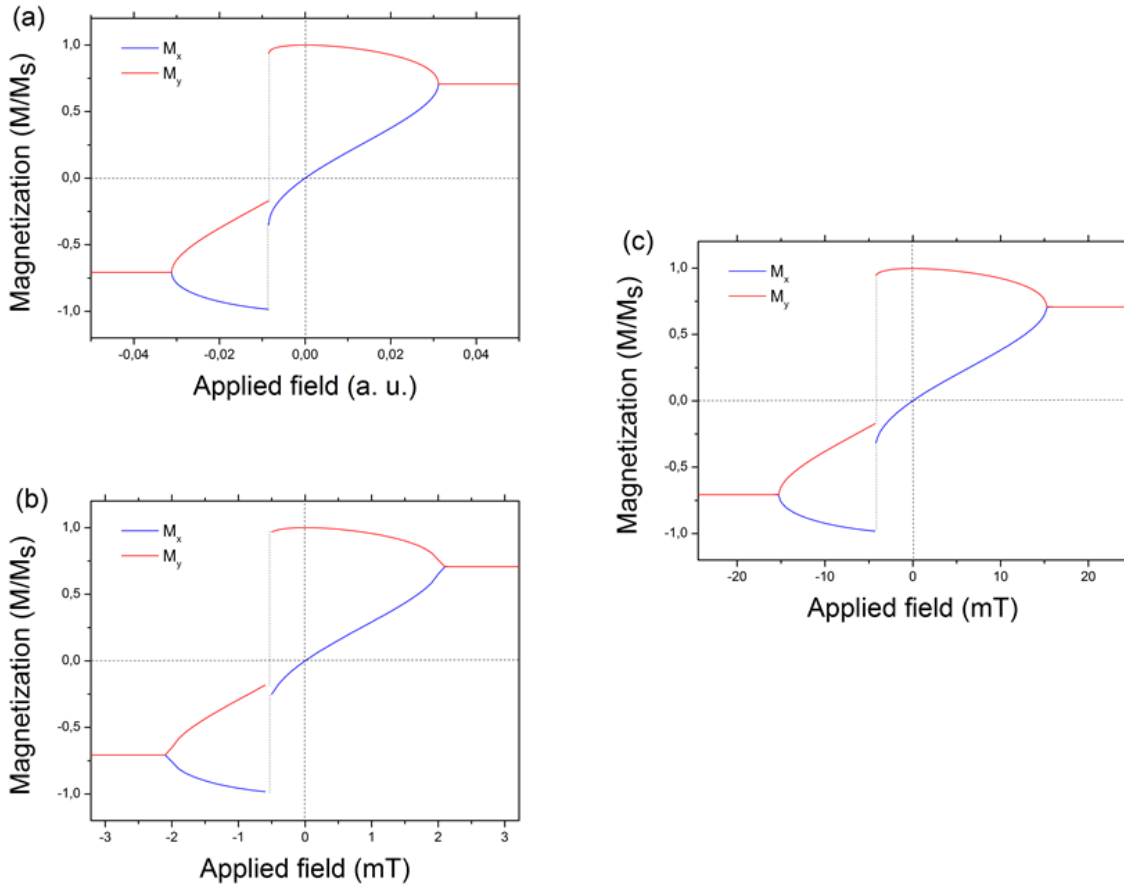 (a)
Magnetization (M/Ms)
1,0
0,5
0,0
-0,5
-1,0
Mx
My
-0,04 -0,02 0,00 0,02 0,04
Applied field (a. u.)
(b)
Magnetization (M/Ms)
1,0
0,5
0,0
-0,5
-1,0
Mx
My
-3 -2 -1 0 1 2 3
Applied field (mT)
(c)
Magnetization (M/Ms)
1,0
0,5
0,0
-0,5
-1,0
Mx
My
-20 -10 0 10 20
Applied field (mT)